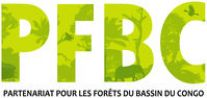 PFBC
PARTENARIAT POUR LES FORÊTS DU BASSIN DU CONGO